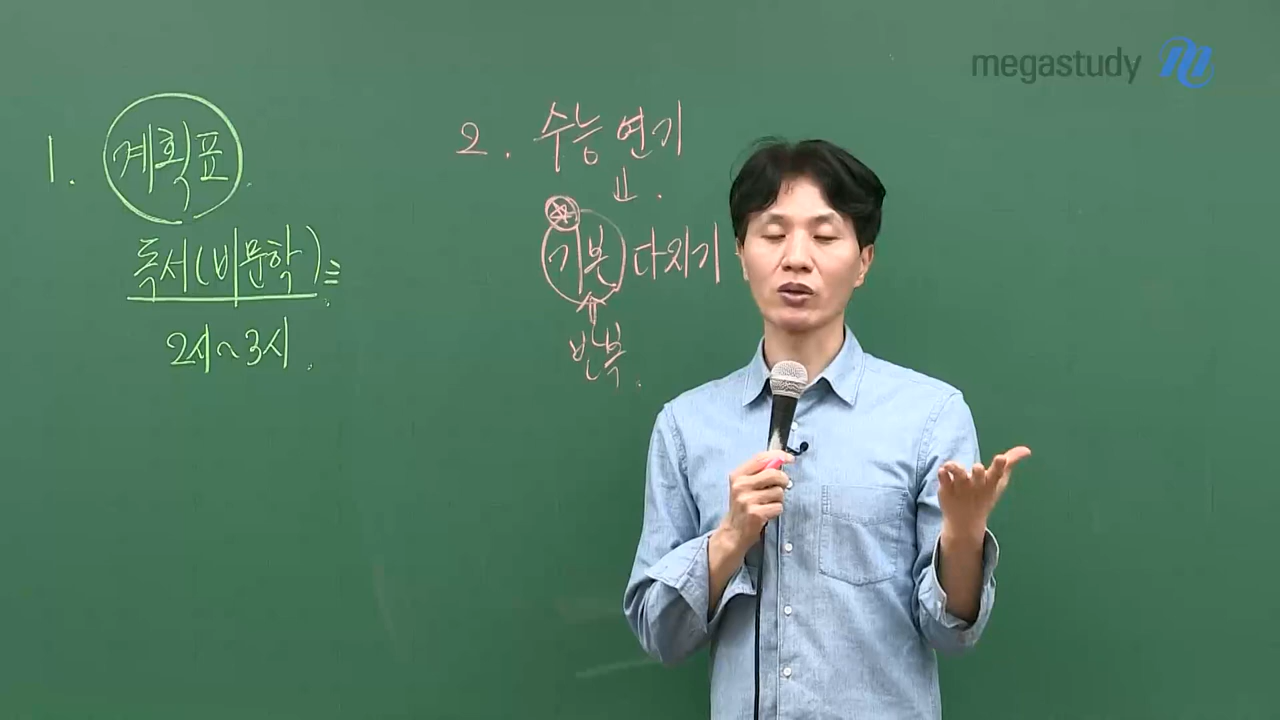 megastudy
1. 계획표
독서(비문학)
2시~3시.
2. 수능 연기
기본 다지기
반복.